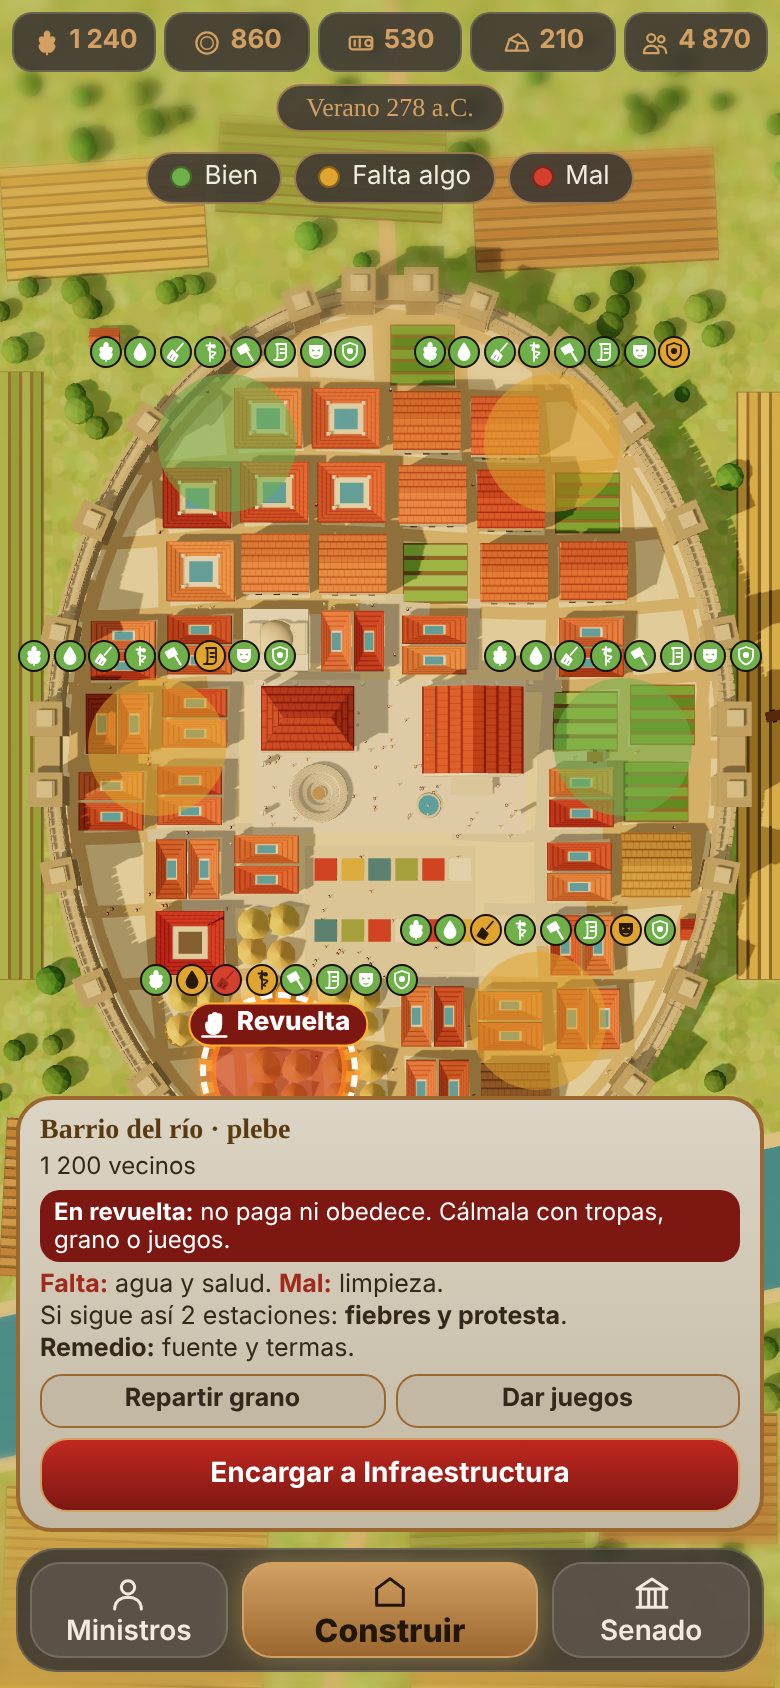 1 240 860 530 210 4 870
Verano 278 a.C.
Bien Falta algo Mal
Revuelta
Barrio del río · plebe
1 200 vecinos
En revuelta: no paga ni obedece. Cálmala con tropas,
grano o juegos.
Falta: agua y salud. Mal: limpieza.
Si sigue así 2 estaciones: fiebres y protesta.
Remedio: fuente y termas.
Repartir grano Dar juegos
Encargar a Infraestructura
Ministros Construir Senado